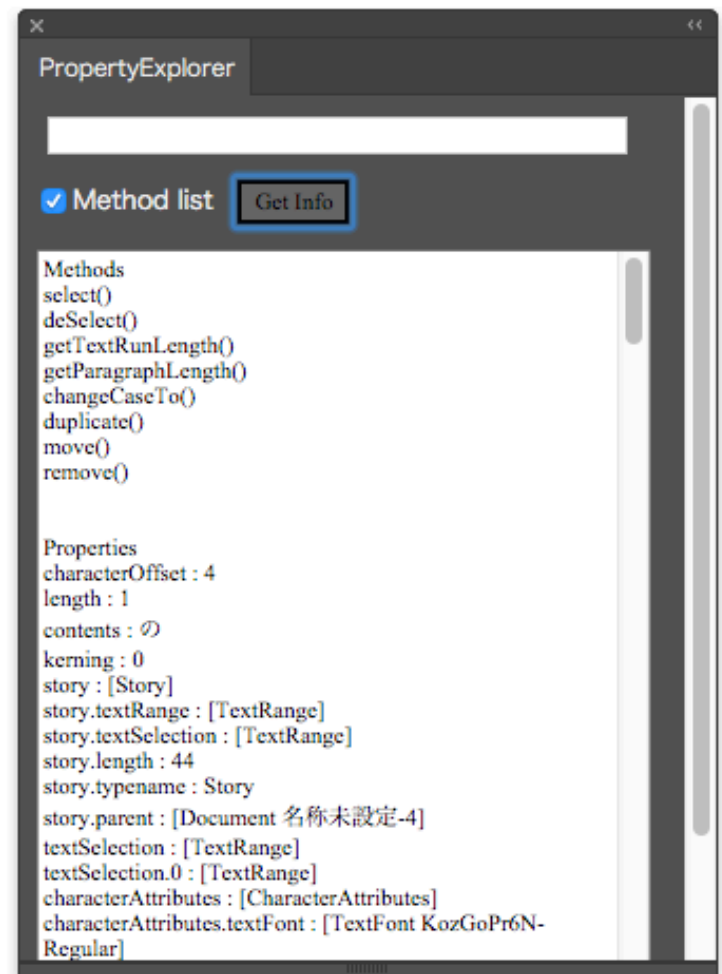 PropertyExplorer
Method list
Get Info
Methods
select()
deSelect()
getTextRunLength()
getParagraphLength()
changeCaseTo()
duplicate()
move()
remove()
Properties
characterOffset : 4
length : 1
contents : の
kerning : 0
story : [Story]
story.textRange : [TextRange]
story.textSelection : [TextRange]
story.length : 44
story.typename : Story
story.parent : [Document 名称未設定-4]
textSelection : [TextRange]
textSelection.0 : [TextRange]
characterAttributes : [CharacterAttributes]
characterAttributes.textFont : [TextFont KozGoPr6N-
Regular]